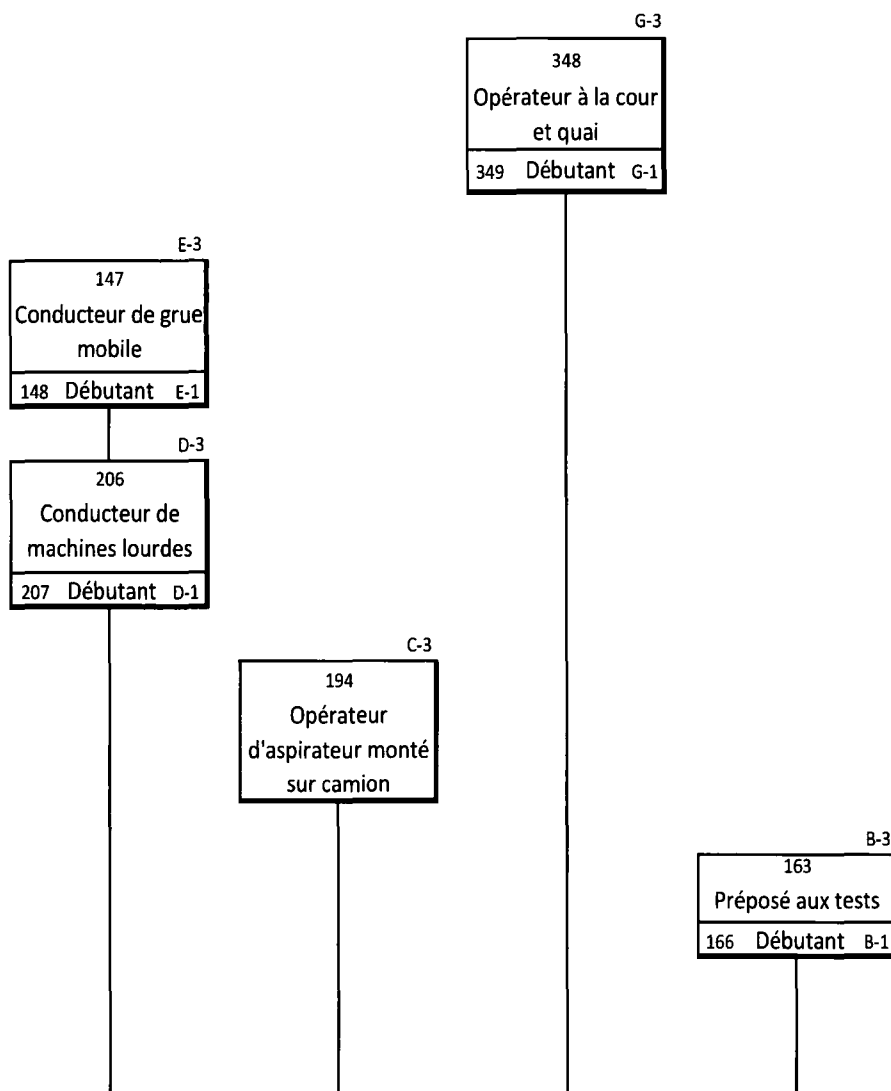 G-3
348
Opérateur à la cour
et quai
349 Débutant G-1
E-3
147
Conducteur de grue
mobile
148 Débutant E-1
D-3
206
Conducteur de
machines lourdes
207 Débutant D-1
C-3
194
Opérateur
d'aspirateur monté
sur camion
B-3
163
Préposé aux tests
166 Débutant B-1